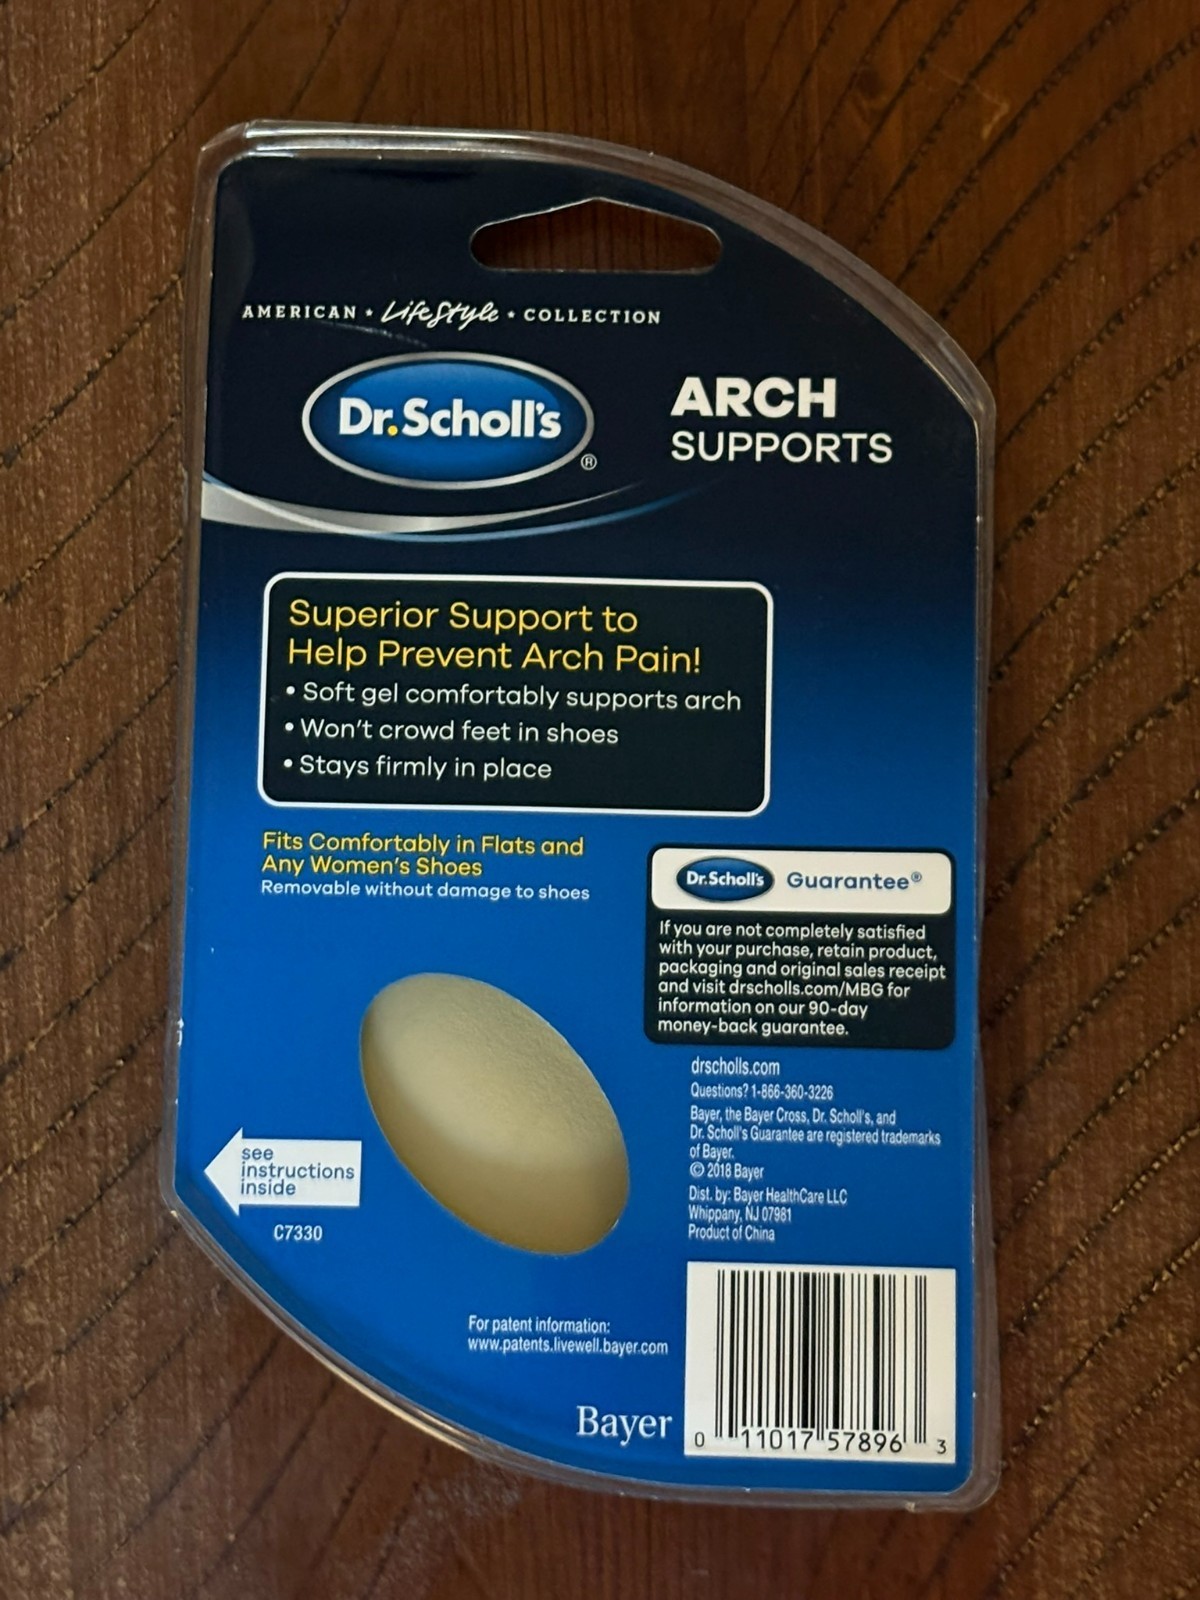 AMERICAN ★ LifeStyle ★ COLLECTION
Dr.Scholl's®
ARCH
SUPPORTS
Superior Support to
Help Prevent Arch Pain!
• Soft gel comfortably supports arch
• Won't crowd feet in shoes
• Stays firmly in place
Fits Comfortably in Flats and
Any Women's Shoes
Removable without damage to shoes
Dr.Scholl's Guarantee®
If you are not completely satisfied
with your purchase, retain product,
packaging and original sales receipt
and visit drscholls.com/MBG for
information on our 90-day
money-back guarantee.
drscholls.com
Questions? 1-866-360-3226
Bayer, the Bayer Cross, Dr. Scholl's, and
Dr. Scholl's Guarantee are registered trademarks
of Bayer.
© 2018 Bayer
Dist. by: Bayer HealthCare LLC
Whippany, NJ 07981
Product of China
see
instructions
inside
C7330
For patent information:
www.patents.livewell.bayer.com
Bayer
0 11017 57896 3